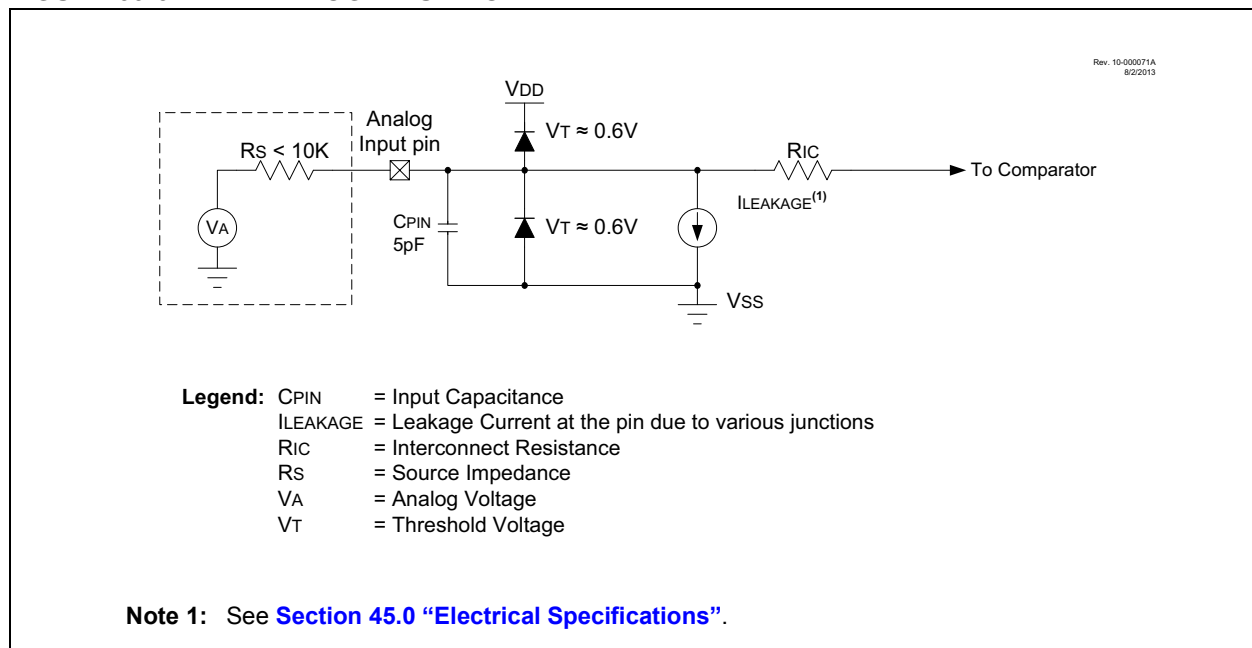 Rev. 10-000071A
8/2/2013
VDD
Analog
Input pin
VT ≈ 0.6V
RS < 10K
RIC
To Comparator
ILEAKAGE(1)
VA
CPIN
5pF
VT ≈ 0.6V
VSS
Legend: CPIN = Input Capacitance
ILEAKAGE = Leakage Current at the pin due to various junctions
RIC = Interconnect Resistance
RS = Source Impedance
VA = Analog Voltage
VT = Threshold Voltage
Note 1: See Section 45.0 “Electrical Specifications”.